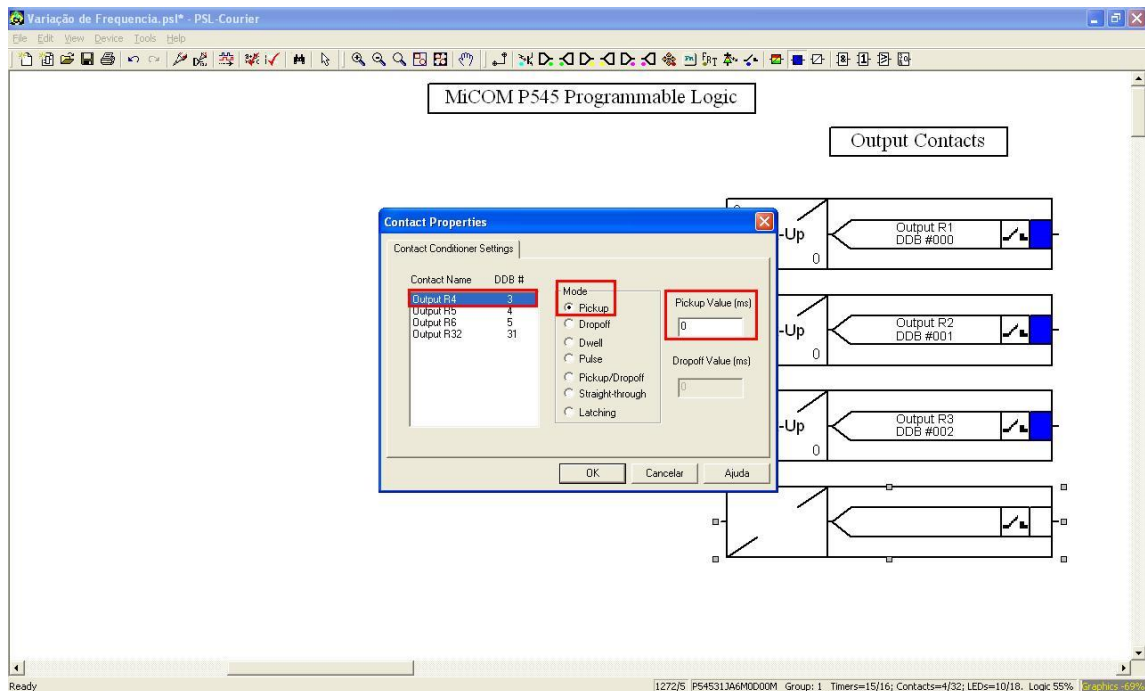 Variação de Frequencia.psl* - PSL-Courier
File Edit View Device Tools Help
MiCOM P545 Programmable Logic
Output Contacts
Contact Properties
Contact Conditioner Settings
Contact Name DDB #
Output R4 3
Output R5 4
Output R6 5
Output R32 31
Mode
Pickup
Dropoff
Dwell
Pulse
Pickup/Dropoff
Straight-through
Latching
Pickup Value (ms)
0
Dropoff Value (ms)
0
OK Cancelar Ajuda
-Up
0
Output R1
DDB #000
-Up
0
Output R2
DDB #001
-Up
0
Output R3
DDB #002
Ready
1272/5 P54531JA6M0D00M Group: 1 Timers=15/16; Contacts=4/32; LEDs=10/18. Logic 55% Graphics -69%